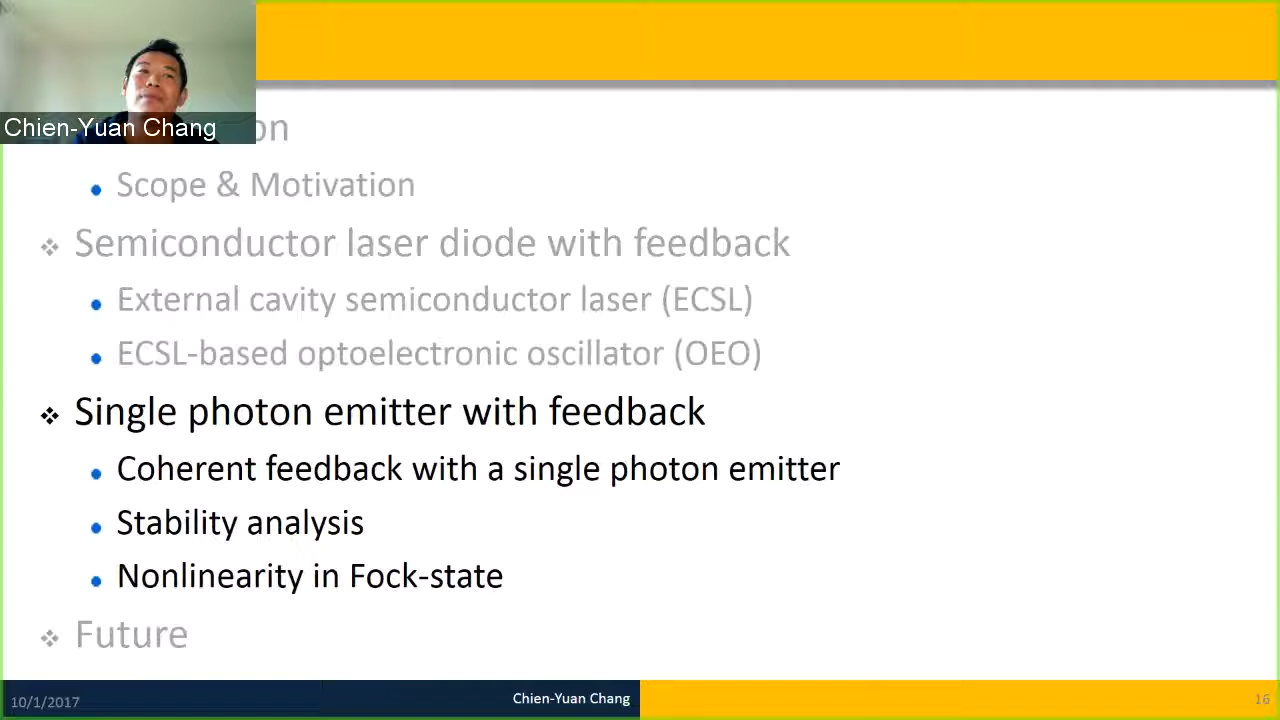 Chien-Yuan Chang
on
Scope & Motivation
Semiconductor laser diode with feedback
External cavity semiconductor laser (ECSL)
ECSL-based optoelectronic oscillator (OEO)
Single photon emitter with feedback
Coherent feedback with a single photon emitter
Stability analysis
Nonlinearity in Fock-state
Future
10/1/2017
Chien-Yuan Chang
16